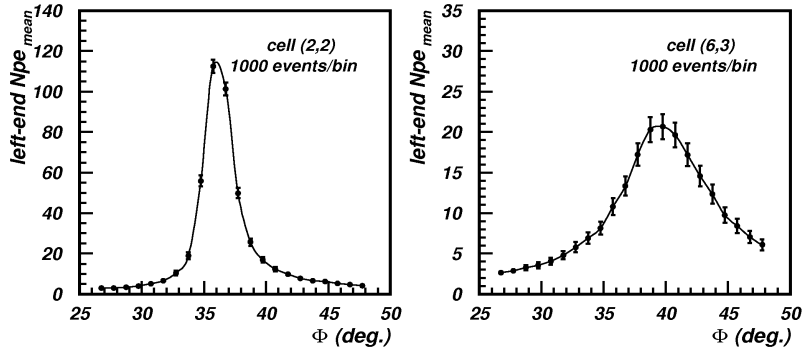 left-end Npe mean
140
120
100
80
60
40
20
0
cell (2,2)
1000 events/bin
25 30 35 40 45 50
Φ (deg.)
left-end Npe mean
35
30
25
20
15
10
5
0
cell (6,3)
1000 events/bin
25 30 35 40 45 50
Φ (deg.)